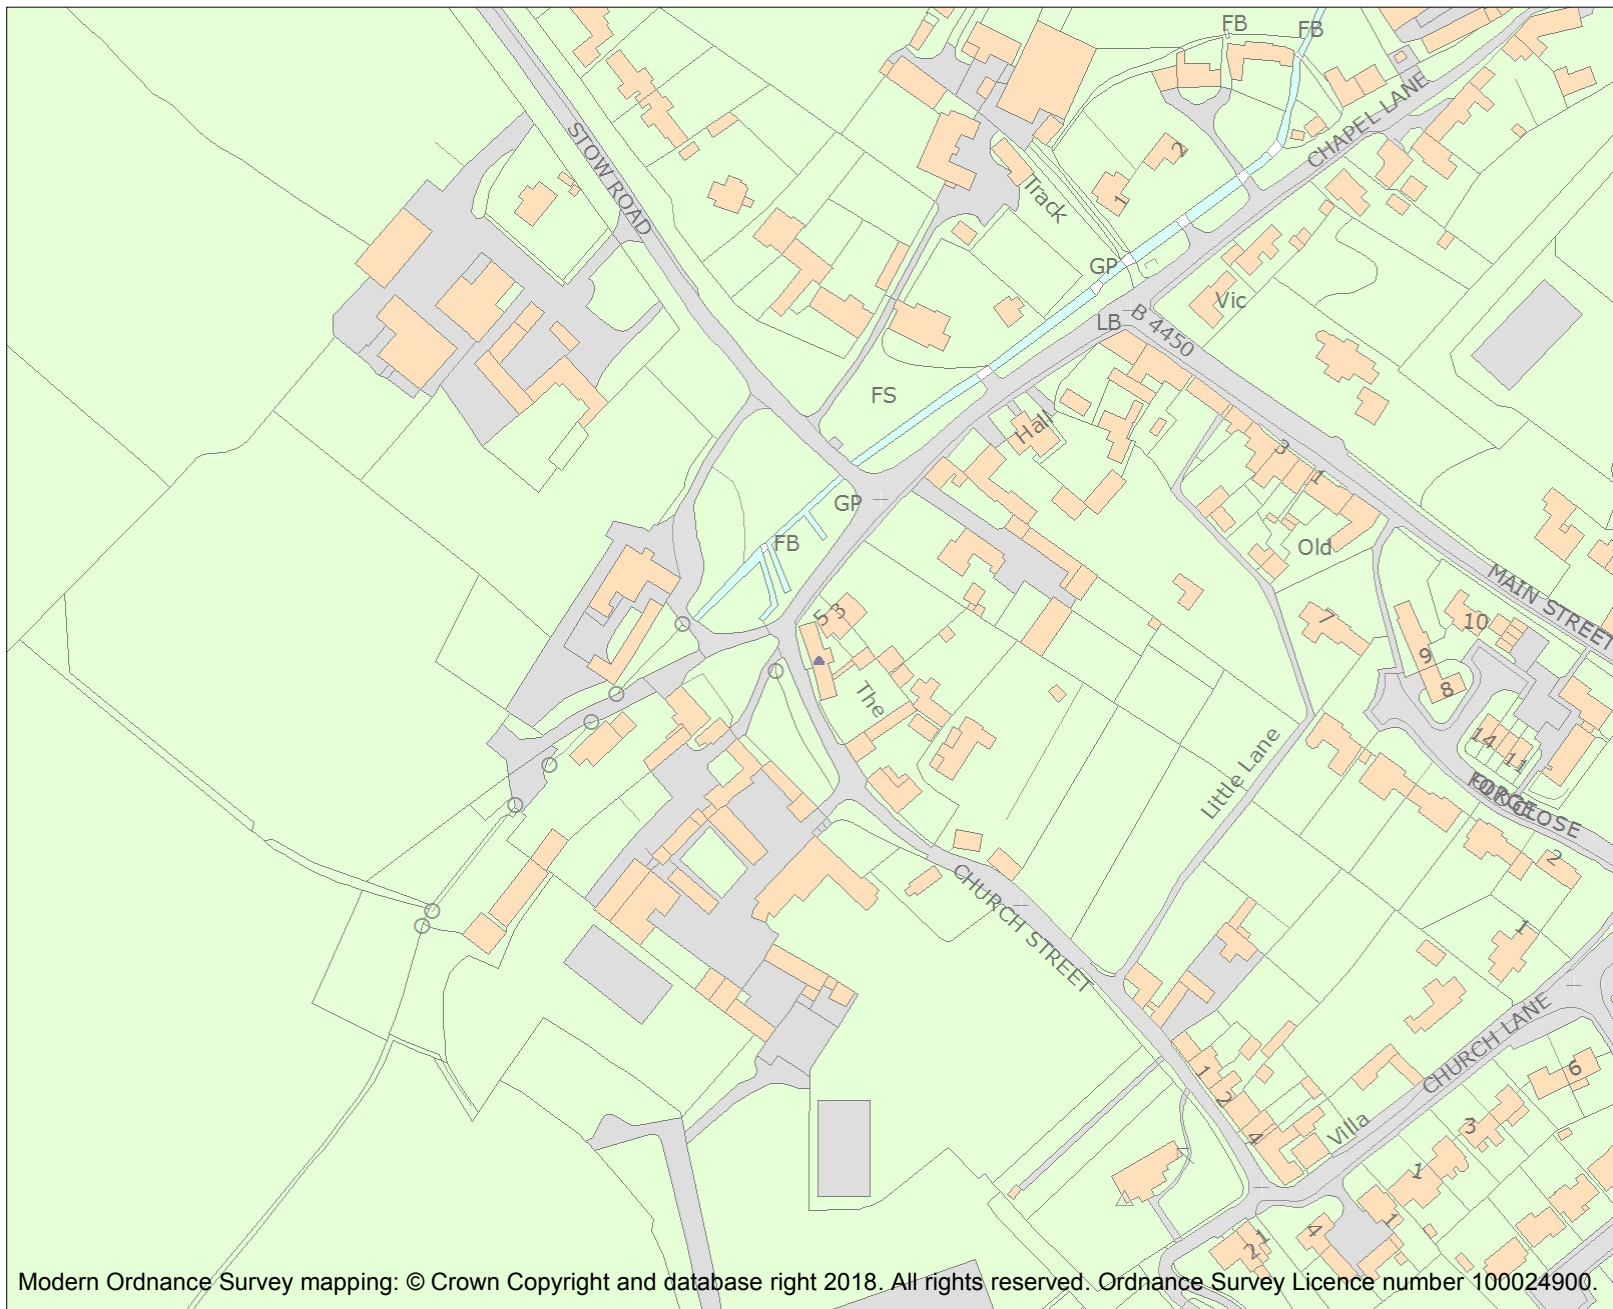 FB
FB
CHAPEL LANE
STOW ROAD
2
1
Track
GP
Vic
LB
B 4450
FS
Hall
3
1
GP
FB
Old
MAIN STREET
5
3
7
10
9
8
The
14
11
Little Lane
CLOSE
2
CHURCH STREET
1
CHURCH LANE
1
2
4
Villa
6
3
1
1
4
1
2
Modern Ordnance Survey mapping: © Crown Copyright and database right 2018. All rights reserved. Ordnance Survey Licence number 100024900.